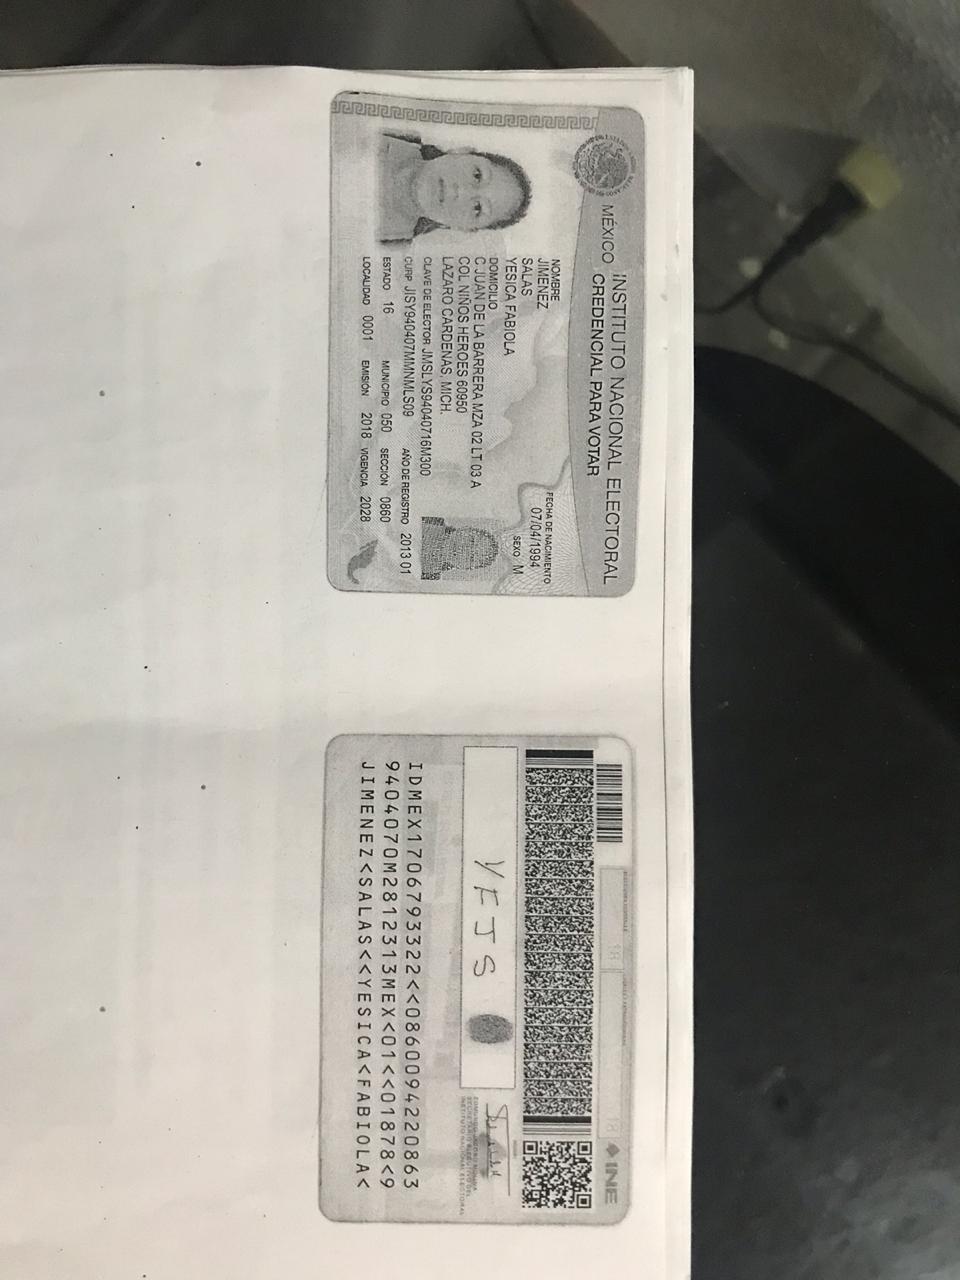 MÉXICO
INSTITUTO NACIONAL ELECTORAL
CREDENCIAL PARA VOTAR
NOMBRE
JIMENEZ
SALAS
YESICA FABIOLA
FECHA DE NACIMIENTO
07/04/1994
SEXO M
DOMICILIO
C JUAN DE LA BARRERA MZA 02 LT 03 A
COL NIÑOS HEROES 60950
LAZARO CARDENAS, MICH.
CLAVE DE ELECTOR JMSLYS94040716M300
CURP JISY940407MMNMLS09 AÑO DE REGISTRO 2013 01
ESTADO 16 MUNICIPIO 050 SECCIÓN 0860
LOCALIDAD 0001 EMISIÓN 2018 VIGENCIA 2028
INE
YFJS
IDMEX1706793322<<0860094220863
9404070M2812313MEX<01<<01878<9
JIMENEZ<SALAS<<YESICA<FABIOLA<